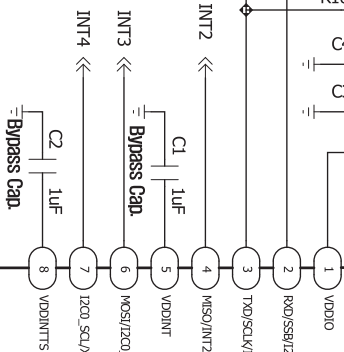 INT4
INT3
INT2
C2
1uF
Bypass Cap.
C1
1uF
Bypass Cap.
8
7
6
5
4
3
2
1
VDDINTTS
I2C0_SCL/
MOSI/I2C0_
VDDINT
MISO/INT2
TXD/SCLK/
RXD/SSB/I2
VDDIO